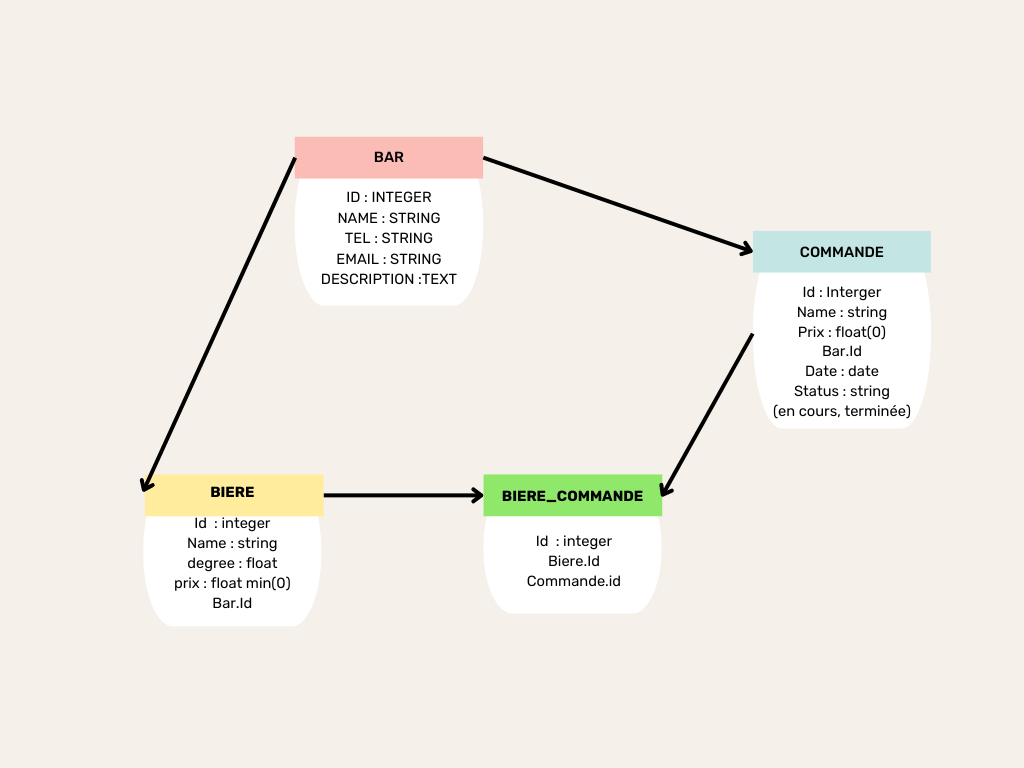 BAR
ID : INTEGER
NAME : STRING
TEL : STRING
EMAIL : STRING
DESCRIPTION :TEXT
COMMANDE
Id : Interger
Name : string
Prix : float(0)
Bar.Id
Date : date
Status : string
(en cours, terminée)
BIERE
Id : integer
Name : string
degree : float
prix : float min(0)
Bar.Id
BIERE_COMMANDE
Id : integer
Biere.Id
Commande.id